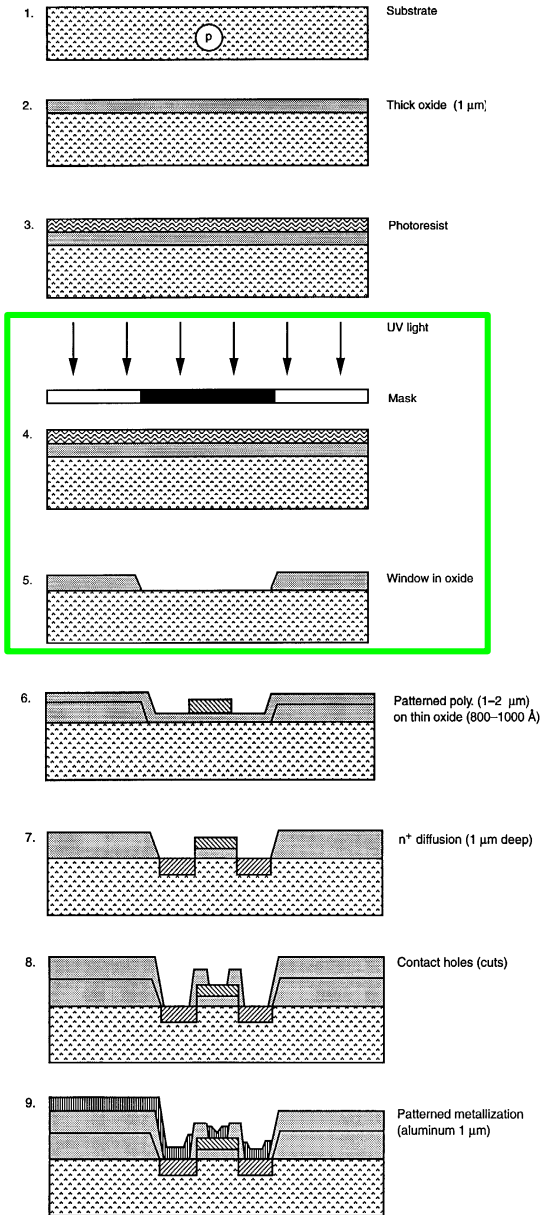 1.
Substrate
p
2.
Thick oxide (1 μm)
3.
Photoresist
UV light
Mask
4.
5.
Window in oxide
6.
Patterned poly. (1–2 μm)
on thin oxide (800–1000 Å)
7.
n⁺ diffusion (1 μm deep)
8.
Contact holes (cuts)
9.
Patterned metallization
(aluminum 1 μm)